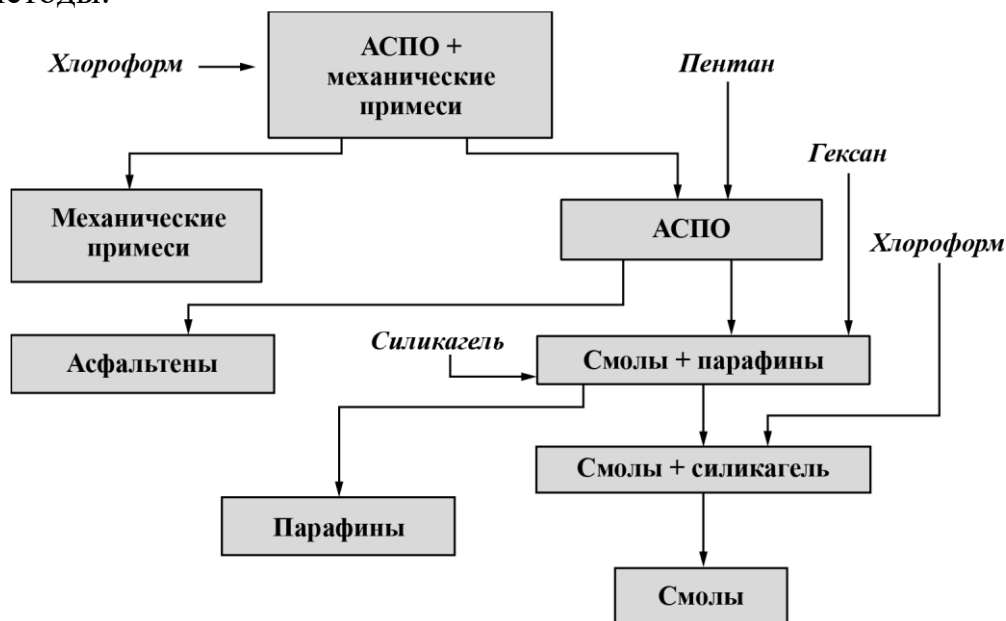 АСПО +
механические
примеси
Хлороформ
Пентан
Гексан
Механические
примеси
АСПО
Хлороформ
Силикагель
Асфальтены
Смолы + парафины
Смолы + силикагель
Парафины
Смолы